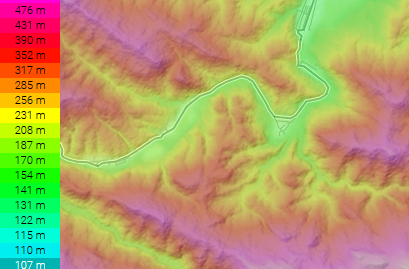 476 m
431 m
390 m
352 m
317 m
285 m
256 m
231 m
208 m
187 m
170 m
154 m
141 m
131 m
122 m
115 m
110 m
107 m